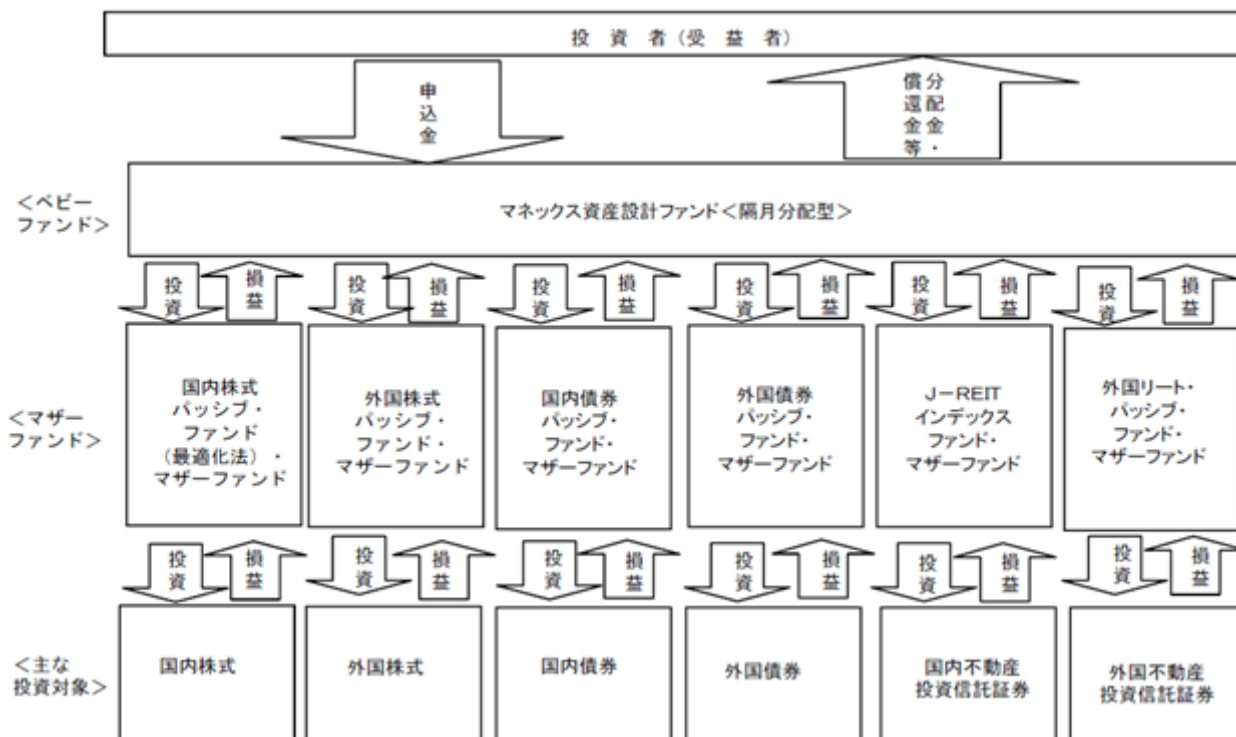 投 資 者（受 益 者）
申込金
分配金・
償還金等
＜ベビー
ファンド＞
マネックス資産設計ファンド＜隔月分配型＞
投資
損益
投資
損益
投資
損益
投資
損益
投資
損益
投資
損益
＜マザー
ファンド＞
国内株式
パッシブ・
ファンド
（最適化法）・
マザーファンド
外国株式
パッシブ・
ファンド・
マザーファンド
国内債券
パッシブ・
ファンド・
マザーファンド
外国債券
パッシブ・
ファンド・
マザーファンド
J－REIT
インデックス
ファンド・
マザーファンド
外国リート・
パッシブ・
ファンド・
マザーファンド
投資
損益
投資
損益
投資
損益
投資
損益
投資
損益
投資
損益
＜主な
投資対象＞
国内株式
外国株式
国内債券
外国債券
国内不動産
投資信託証券
外国不動産
投資信託証券